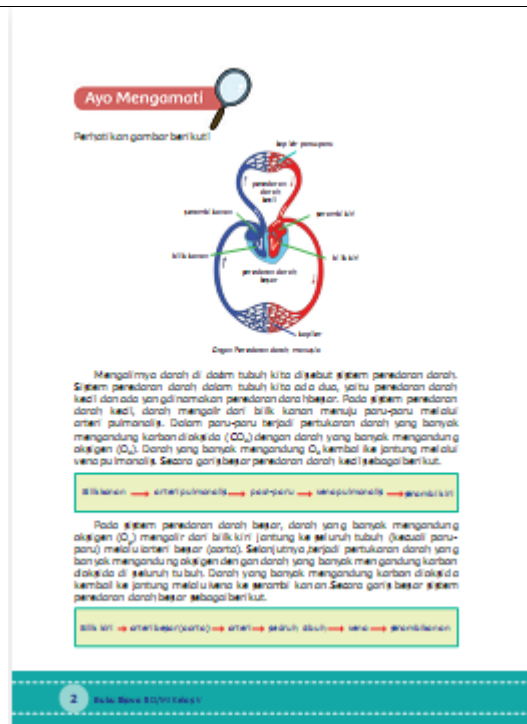 Ayo Mengamati
Perhatikan gambar berikut!
kapiler paru-paru
peredaran
darah
kecil
serambi kanan
serambi kiri
bilik kanan
bilik kiri
peredaran darah
besar
kapiler
Organ Peredaran darah manusia
Mengalirnya darah di dalam tubuh kita disebut sistem peredaran darah.
Sistem peredaran darah dalam tubuh kita ada dua, yaitu peredaran darah
kecil dan ada yang dinamakan peredaran darah besar. Pada sistem peredaran
darah kecil, darah mengalir dari bilik kanan menuju paru-paru melalui
arteri pulmonalis. Dalam paru-paru terjadi pertukaran darah yang banyak
mengandung karbondioksida (CO₂) dengan darah yang banyak mengandung
oksigen (O₂). Darah yang banyak mengandung O₂ kembali ke jantung melalui
vena pulmonalis. Secara garis besar peredaran darah kecil sebagai berikut.
Bilik kanan → arteri pulmonalis → paru-paru → vena pulmonalis → serambi kiri
Pada sistem peredaran darah besar, darah yang banyak mengandung
oksigen (O₂) mengalir dari bilik kiri jantung ke seluruh tubuh (kecuali paru-
paru) melalui arteri besar (aorta). Selanjutnya terjadi pertukaran darah yang
banyak mengandung oksigen dengan darah yang banyak mengandung karbon
dioksida di seluruh tubuh. Darah yang banyak mengandung karbon dioksida
kembali ke jantung melalui vena ke serambi kanan. Secara garis besar sistem
peredaran darah besar sebagai berikut.
Bilik kiri → arteri besar (aorta) → arteri → seluruh tubuh → vena → serambi kanan
2 Buku Siswa SD/MI Kelas V